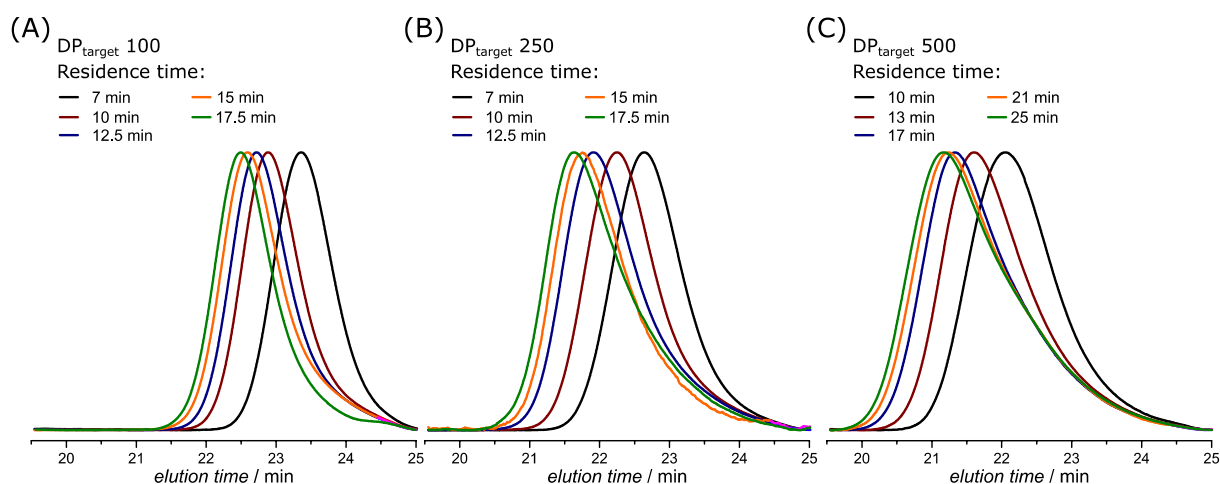 (A)
DPtarget 100
Residence time:
7 min
15 min
10 min
17.5 min
12.5 min
20 21 22 23 24 25
elution time / min
(B)
DPtarget 250
Residence time:
7 min
15 min
10 min
17.5 min
12.5 min
20 21 22 23 24 25
elution time / min
(C)
DPtarget 500
Residence time:
10 min
21 min
13 min
25 min
17 min
20 21 22 23 24 25
elution time / min